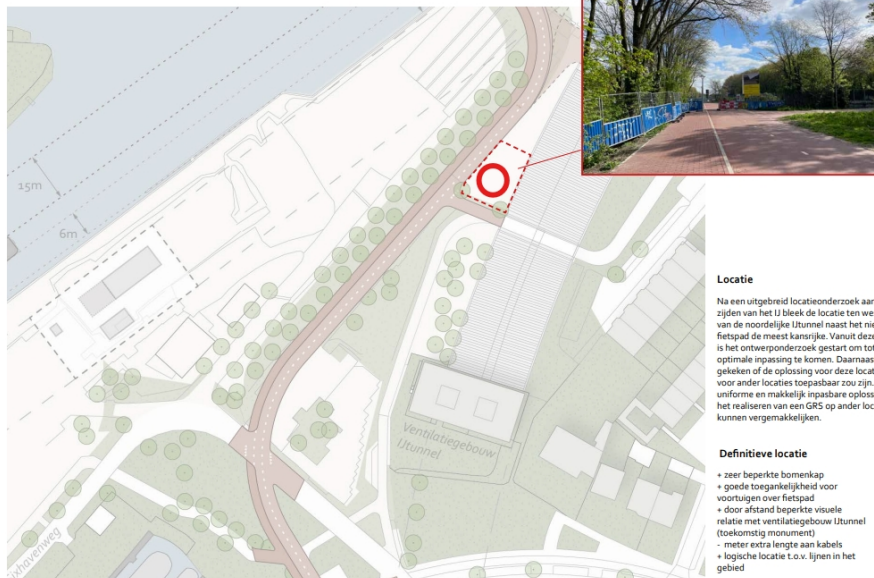 15m
6m
Ventilatiegebouw
IJtunnel
ixhavenweg
Locatie
Na een uitgebreid locatieonderzoek aan
zijden van het IJ bleek de locatie ten we
van de noordelijke IJtunnel naast het nie
fietspad de meest kansrijke. Vanuit deze
is het ontwerponderzoek gestart om tot
optimale inpassing te komen. Daarnaas
gekeken of de oplossing voor deze locat
voor ander locaties toepasbaar zou zijn.
uniforme en makkelijk inpasbare oploss
het realiseren van een GRS op ander loc
kunnen vergemakkelijken.
Definitieve locatie
+ zeer beperkte bomenkap
+ goede toegankelijkheid voor
voortuigen over fietspad
+ door afstand beperkte visuele
relatie met ventilatiegebouw IJtunnel
(toekomstig monument)
- meter extra lengte aan kabels
+ logische locatie t.o.v. lijnen in het
gebied